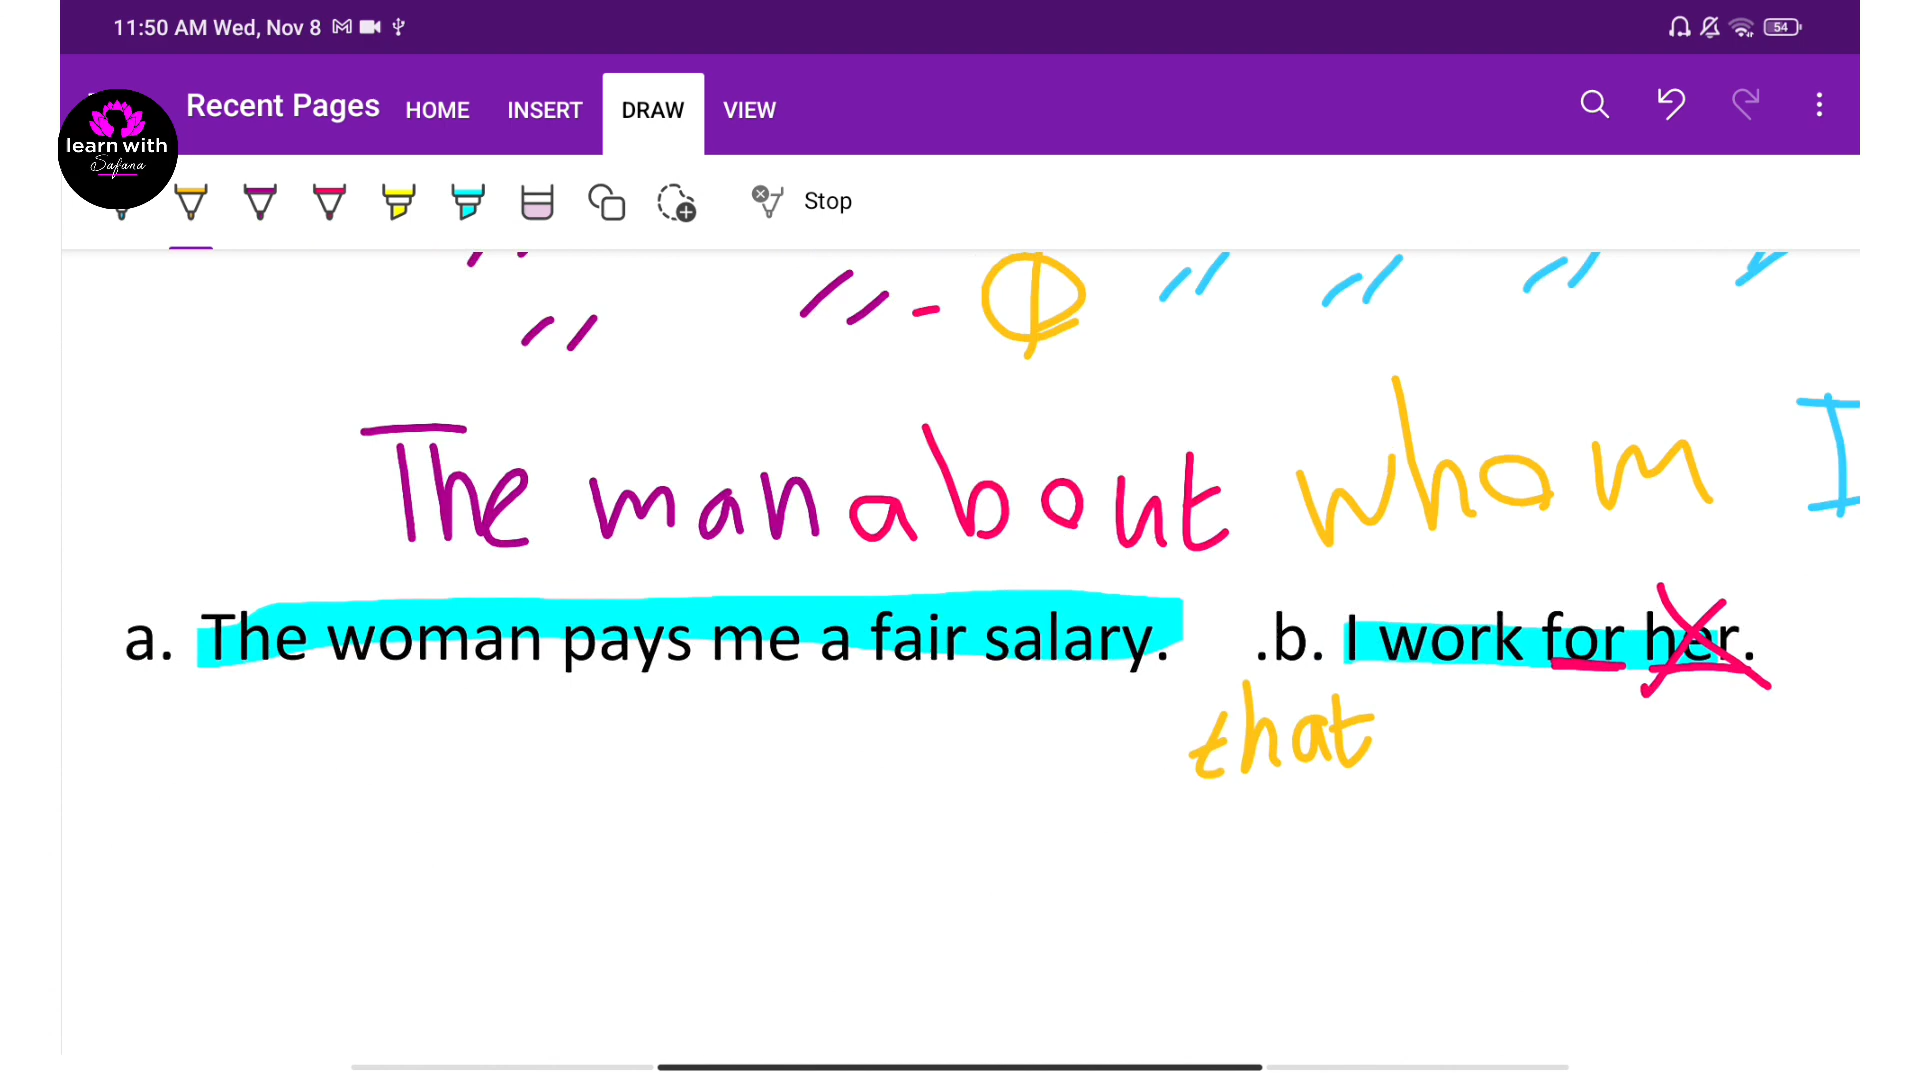 11:50 AM Wed, Nov 8
54
learn with
Safana
Recent Pages HOME INSERT DRAW VIEW
Stop
The man about whom I
a. The woman pays me a fair salary. .b. I work for her.
that